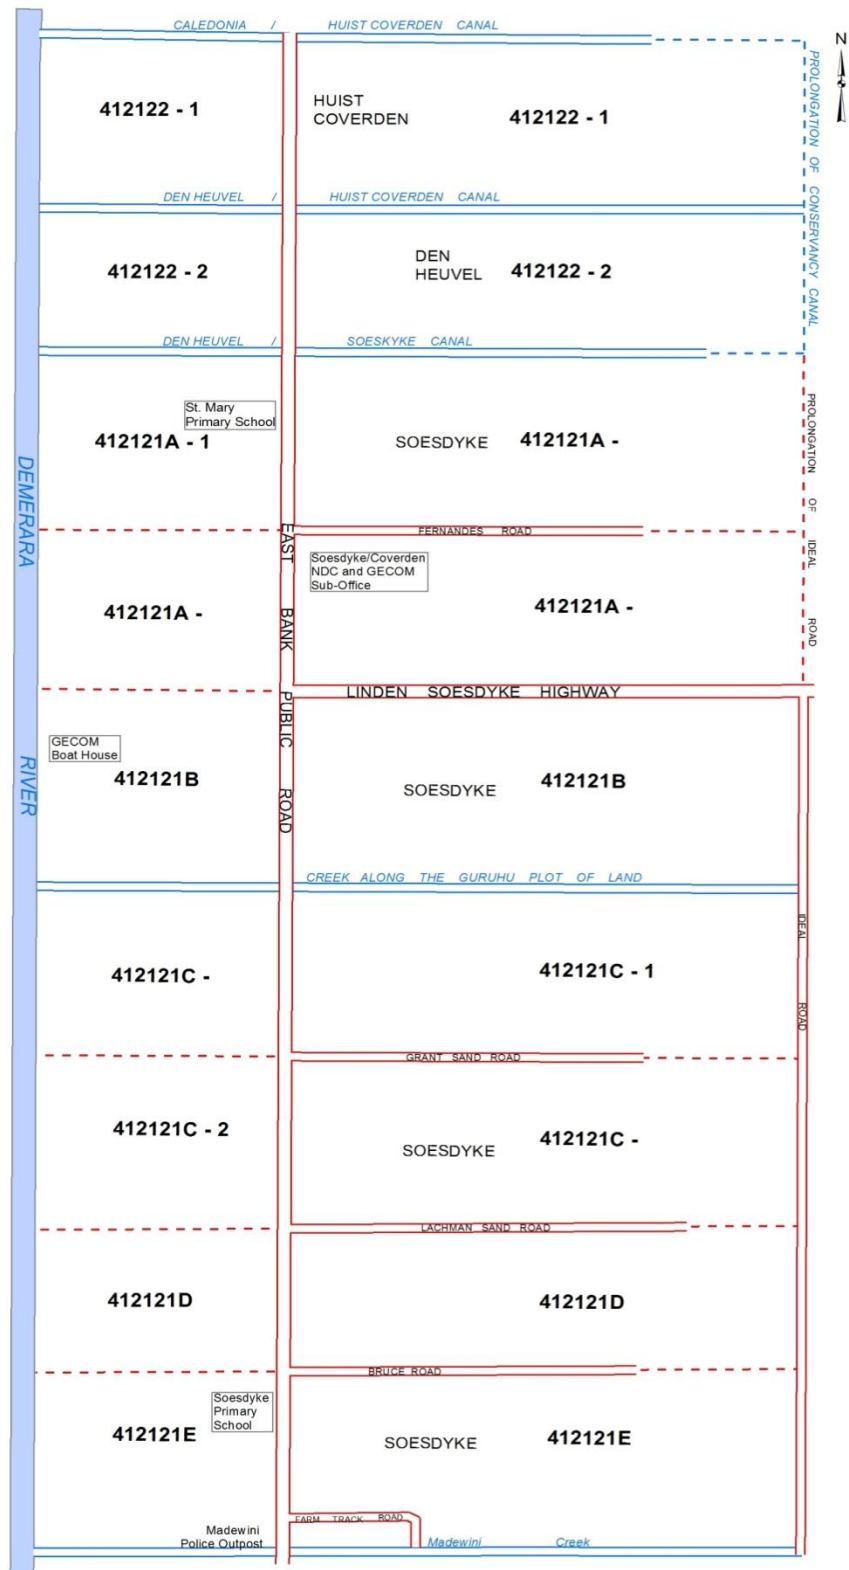 CALEDONIA / HUIST COVERDEN CANAL
N
412122 - 1
HUIST
COVERDEN
412122 - 1
PROLONGATION OF CONSERVANCY CANAL
DEN HEUVEL / HUIST COVERDEN CANAL
412122 - 2
DEN
HEUVEL
412122 - 2
DEN HEUVEL / SOESKYKE CANAL
St. Mary
Primary School
412121A - 1
SOESDYKE
412121A -
PROLONGATION OF IDEAL ROAD
DEMERARA RIVER
EAST BANK PUBLIC ROAD
FERNANDES ROAD
Soesdyke/Coverden
NDC and GECOM
Sub-Office
412121A -
412121A -
LINDEN SOESDYKE HIGHWAY
GECOM
Boat House
412121B
SOESDYKE
412121B
CREEK ALONG THE GURUHU PLOT OF LAND
IDEAL ROAD
412121C -
412121C - 1
GRANT SAND ROAD
412121C - 2
SOESDYKE
412121C -
LACHMAN SAND ROAD
412121D
412121D
BRUCE ROAD
Soesdyke
Primary
School
412121E
SOESDYKE
412121E
FARM TRACK ROAD
Madewini
Police Outpost
Madewini Creek